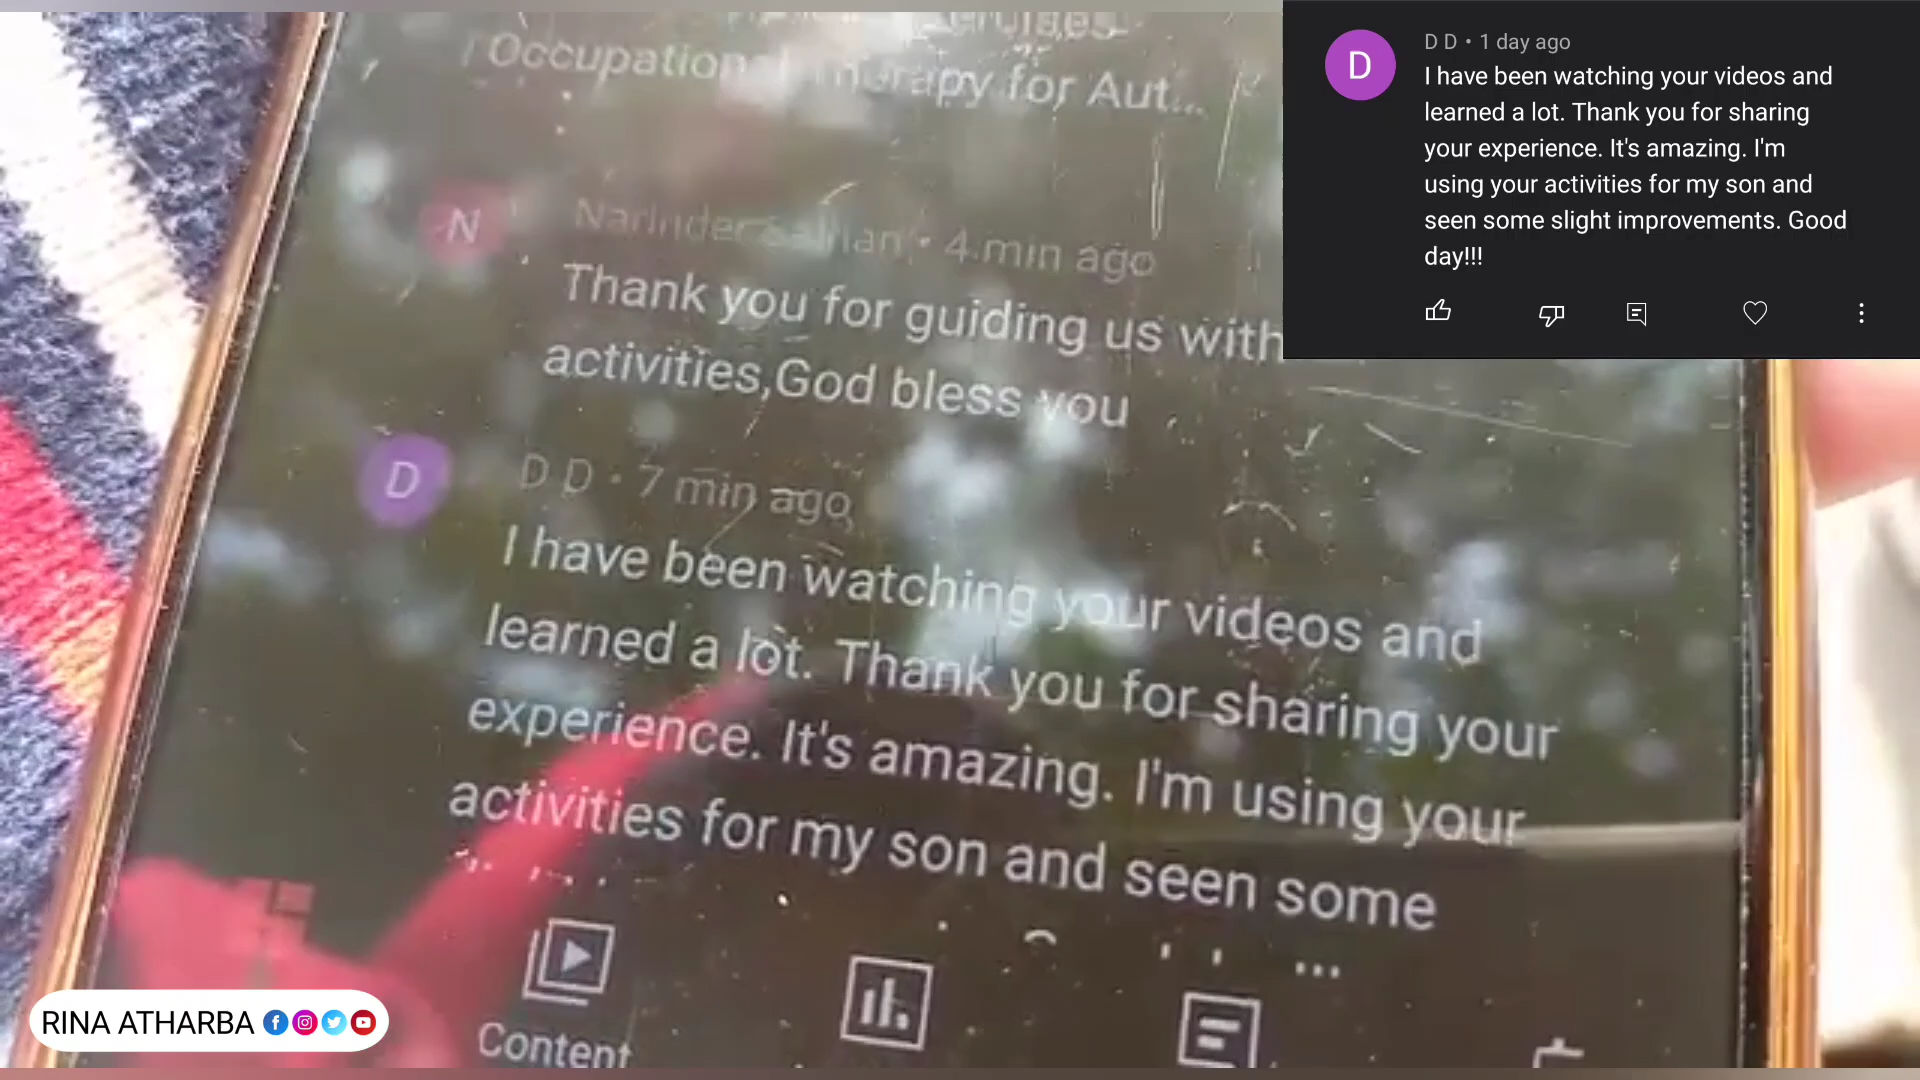 Occupational Therapy for Aut...
N
Narinder • 4 min ago
Thank you for guiding us with
activities,God bless you
D
D D • 7 min ago
I have been watching your videos and
learned a lot. Thank you for sharing your
experience. It's amazing. I'm using your
activities for my son and seen some
Content
D
D D • 1 day ago
I have been watching your videos and
learned a lot. Thank you for sharing
your experience. It's amazing. I'm
using your activities for my son and
seen some slight improvements. Good
day!!!
RINA ATHARBA